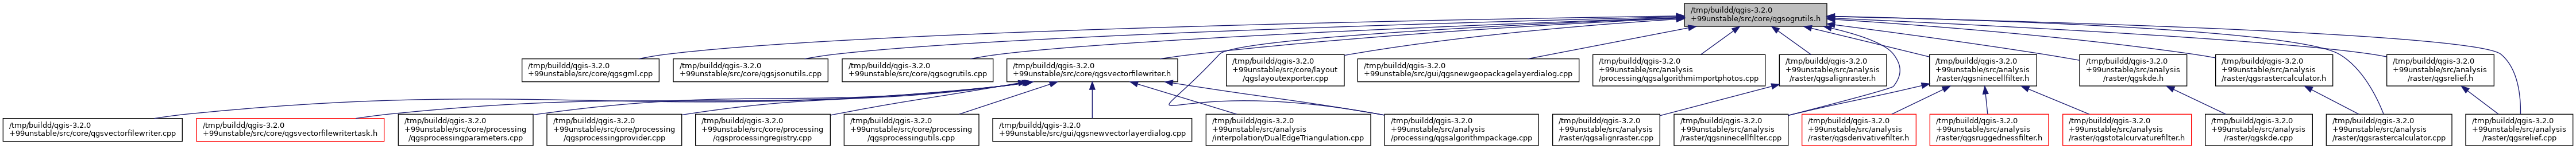 /tmp/buildd/qgis-3.2.0
+99unstable/src/core/qgsogrutils.h
/tmp/buildd/qgis-3.2.0
+99unstable/src/core/qgsgml.cpp
/tmp/buildd/qgis-3.2.0
+99unstable/src/core/qgsjsonutils.cpp
/tmp/buildd/qgis-3.2.0
+99unstable/src/core/qgsogrutils.cpp
/tmp/buildd/qgis-3.2.0
+99unstable/src/core/qgsvectorfilewriter.h
/tmp/buildd/qgis-3.2.0
+99unstable/src/core/layout
/qgslayoutexporter.cpp
/tmp/buildd/qgis-3.2.0
+99unstable/src/gui/qgsnewgeopackagelayerdialog.cpp
/tmp/buildd/qgis-3.2.0
+99unstable/src/analysis
/processing/qgsalgorithmimportphotos.cpp
/tmp/buildd/qgis-3.2.0
+99unstable/src/analysis
/raster/qgsalignraster.h
/tmp/buildd/qgis-3.2.0
+99unstable/src/analysis
/raster/qgsninecellfilter.h
/tmp/buildd/qgis-3.2.0
+99unstable/src/analysis
/raster/qgskde.h
/tmp/buildd/qgis-3.2.0
+99unstable/src/analysis
/raster/qgsrastercalculator.h
/tmp/buildd/qgis-3.2.0
+99unstable/src/analysis
/raster/qgsrelief.h
/tmp/buildd/qgis-3.2.0
+99unstable/src/core/qgsvectorfilewriter.cpp
/tmp/buildd/qgis-3.2.0
+99unstable/src/core/qgsvectorfilewritertask.h
/tmp/buildd/qgis-3.2.0
+99unstable/src/core/processing
/qgsprocessingparameters.cpp
/tmp/buildd/qgis-3.2.0
+99unstable/src/core/processing
/qgsprocessingprovider.cpp
/tmp/buildd/qgis-3.2.0
+99unstable/src/core/processing
/qgsprocessingregistry.cpp
/tmp/buildd/qgis-3.2.0
+99unstable/src/core/processing
/qgsprocessingutils.cpp
/tmp/buildd/qgis-3.2.0
+99unstable/src/gui/qgsnewvectorlayerdialog.cpp
/tmp/buildd/qgis-3.2.0
+99unstable/src/analysis
/interpolation/DualEdgeTriangulation.cpp
/tmp/buildd/qgis-3.2.0
+99unstable/src/analysis
/processing/qgsalgorithmpackage.cpp
/tmp/buildd/qgis-3.2.0
+99unstable/src/analysis
/raster/qgsalignraster.cpp
/tmp/buildd/qgis-3.2.0
+99unstable/src/analysis
/raster/qgsninecellfilter.cpp
/tmp/buildd/qgis-3.2.0
+99unstable/src/analysis
/raster/qgsderivativefilter.h
/tmp/buildd/qgis-3.2.0
+99unstable/src/analysis
/raster/qgsruggednessfilter.h
/tmp/buildd/qgis-3.2.0
+99unstable/src/analysis
/raster/qgstotalcurvaturefilter.h
/tmp/buildd/qgis-3.2.0
+99unstable/src/analysis
/raster/qgskde.cpp
/tmp/buildd/qgis-3.2.0
+99unstable/src/analysis
/raster/qgsrastercalculator.cpp
/tmp/buildd/qgis-3.2.0
+99unstable/src/analysis
/raster/qgsrelief.cpp